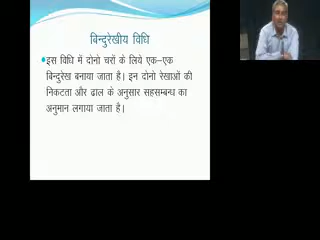 बिन्दुरेखीय विधि
इस विधि में दोनो चरों के लिये एक-एक
बिन्दुरेख बनाया जाता है। इन दोनो रेखाओं की
निकटता और ढाल के अनुसार सहसम्बन्ध का
अनुमान लगाया जाता है।